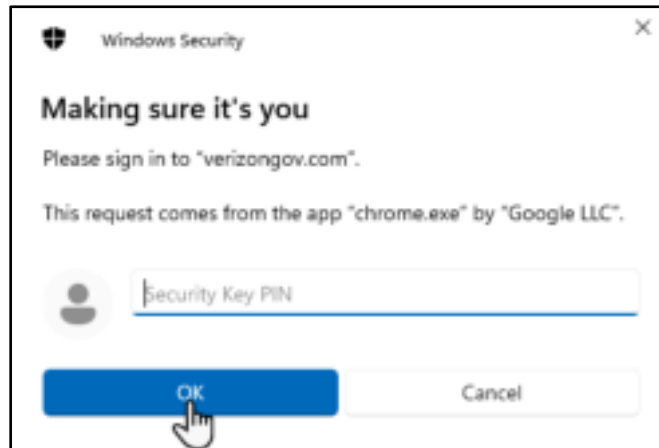 Windows Security
Making sure it's you
Please sign in to "verizongov.com".
This request comes from the app "chrome.exe" by "Google LLC".
Security Key PIN
OK
Cancel